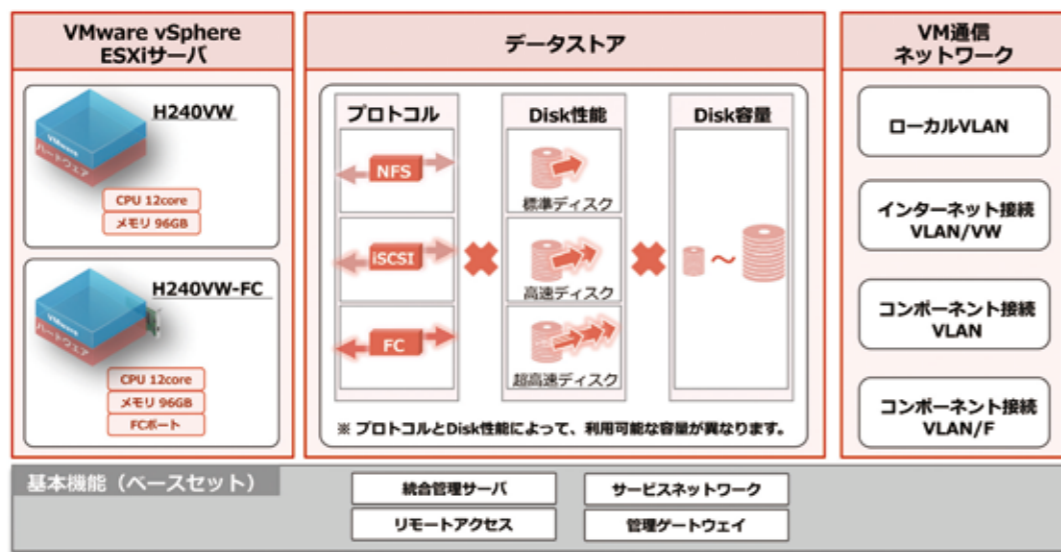 VMware vSphere
ESXiサーバ
H240VW
VMware
ハードウェア
CPU 12core
メモリ 96GB
H240VW-FC
VMware
ハードウェア
CPU 12core
メモリ 96GB
FCポート
データストア
プロトコル
NFS
iSCSI
FC
Disk性能
標準ディスク
高速ディスク
超高速ディスク
Disk容量
～
※ プロトコルとDisk性能によって、利用可能な容量が異なります。
VM通信
ネットワーク
ローカルVLAN
インターネット接続
VLAN/VW
コンポーネント接続
VLAN
コンポーネント接続
VLAN/F
基本機能（ベースセット）
統合管理サーバ
サービスネットワーク
リモートアクセス
管理ゲートウェイ